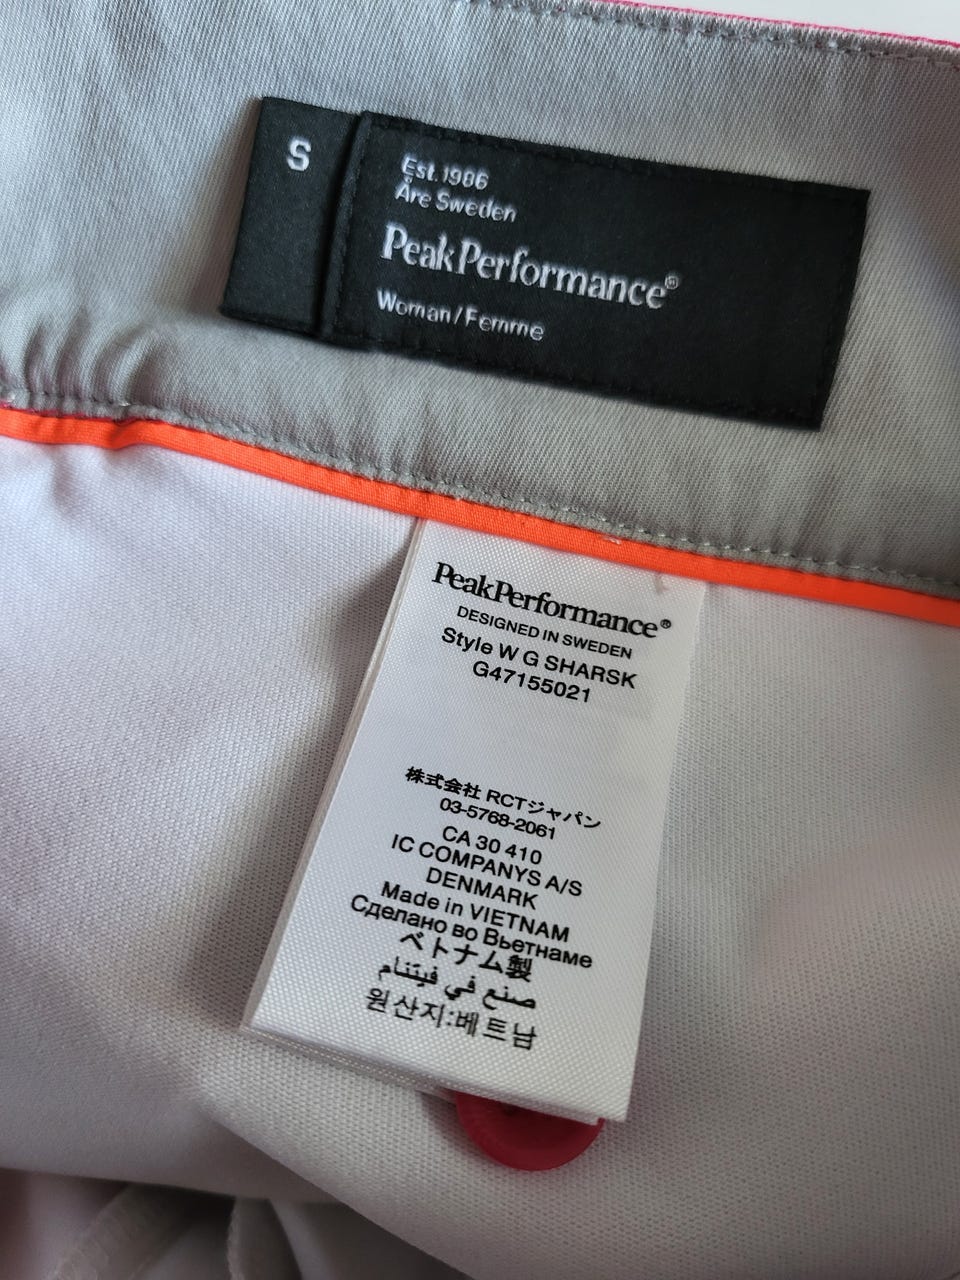 S
Est. 1986
Åre Sweden
PeakPerformance®
Woman/Femme
PeakPerformance®
DESIGNED IN SWEDEN
Style W G SHARSK
G47155021
株式会社 RCTジャパン
03-5768-2061
CA 30 410
IC COMPANYS A/S
DENMARK
Made in VIETNAM
Сделано во Вьетнаме
ベトナム製
صنع في فيتنام
원산지:베트남